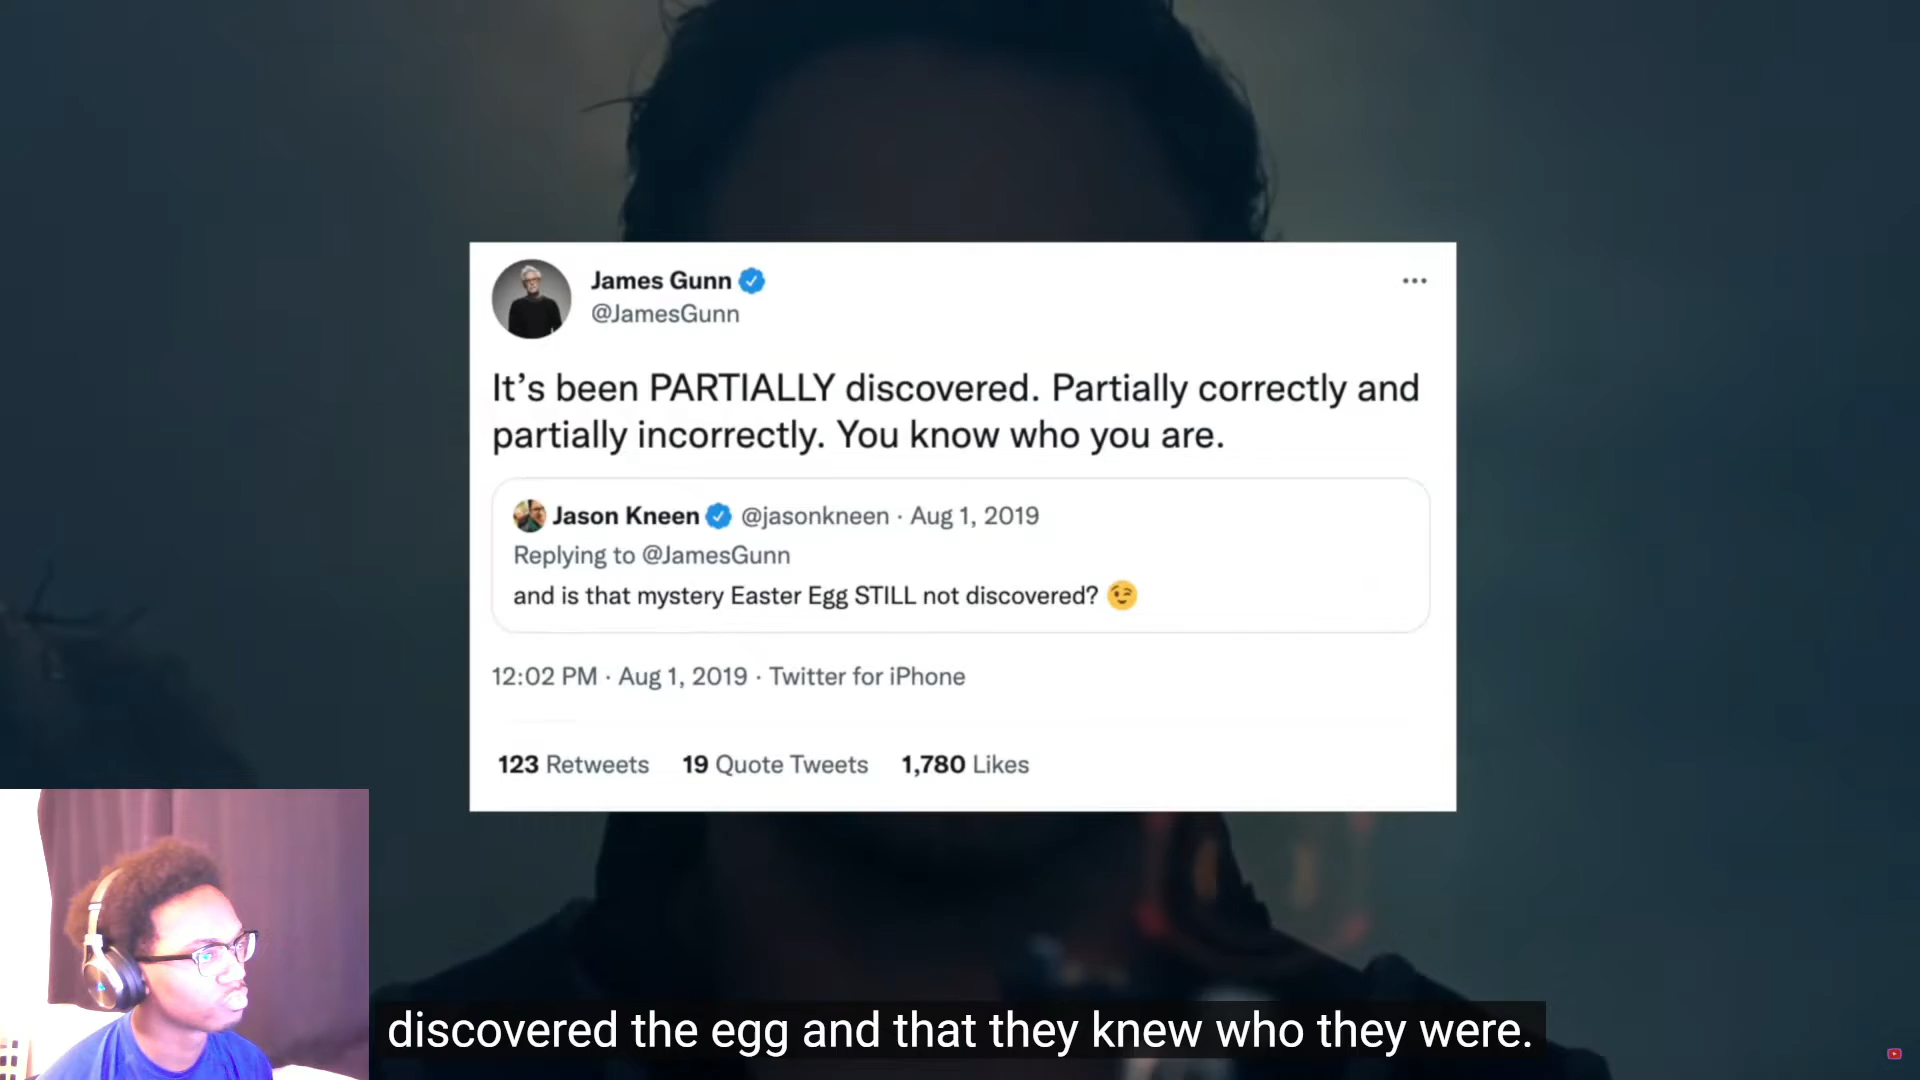 James Gunn
@JamesGunn
It's been PARTIALLY discovered. Partially correctly and
partially incorrectly. You know who you are.
Jason Kneen @jasonkneen · Aug 1, 2019
Replying to @JamesGunn
and is that mystery Easter Egg STILL not discovered? 😉
12:02 PM · Aug 1, 2019 · Twitter for iPhone
123 Retweets 19 Quote Tweets 1,780 Likes
discovered the egg and that they knew who they were.